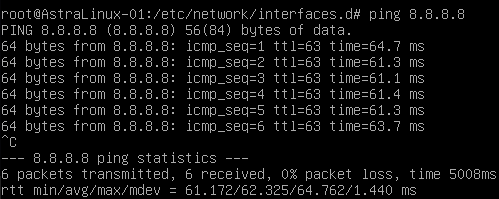 root@AstraLinux-01:/etc/network/interfaces.d# ping 8.8.8.8
PING 8.8.8.8 (8.8.8.8) 56(84) bytes of data.
64 bytes from 8.8.8.8: icmp_seq=1 ttl=63 time=64.7 ms
64 bytes from 8.8.8.8: icmp_seq=2 ttl=63 time=61.3 ms
64 bytes from 8.8.8.8: icmp_seq=3 ttl=63 time=61.1 ms
64 bytes from 8.8.8.8: icmp_seq=4 ttl=63 time=61.4 ms
64 bytes from 8.8.8.8: icmp_seq=5 ttl=63 time=61.3 ms
64 bytes from 8.8.8.8: icmp_seq=6 ttl=63 time=63.7 ms
^C
--- 8.8.8.8 ping statistics ---
6 packets transmitted, 6 received, 0% packet loss, time 5008ms
rtt min/avg/max/mdev = 61.172/62.325/64.762/1.440 ms